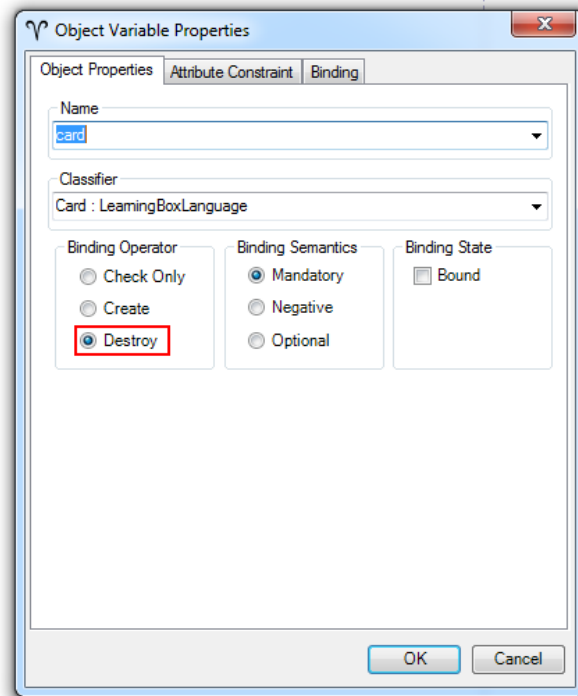 Object Variable Properties
Object Properties Attribute Constraint Binding
Name
card
Classifier
Card : LearningBoxLanguage
Binding Operator Binding Semantics Binding State
Check Only Mandatory Bound
Create Negative
Destroy Optional
OK Cancel